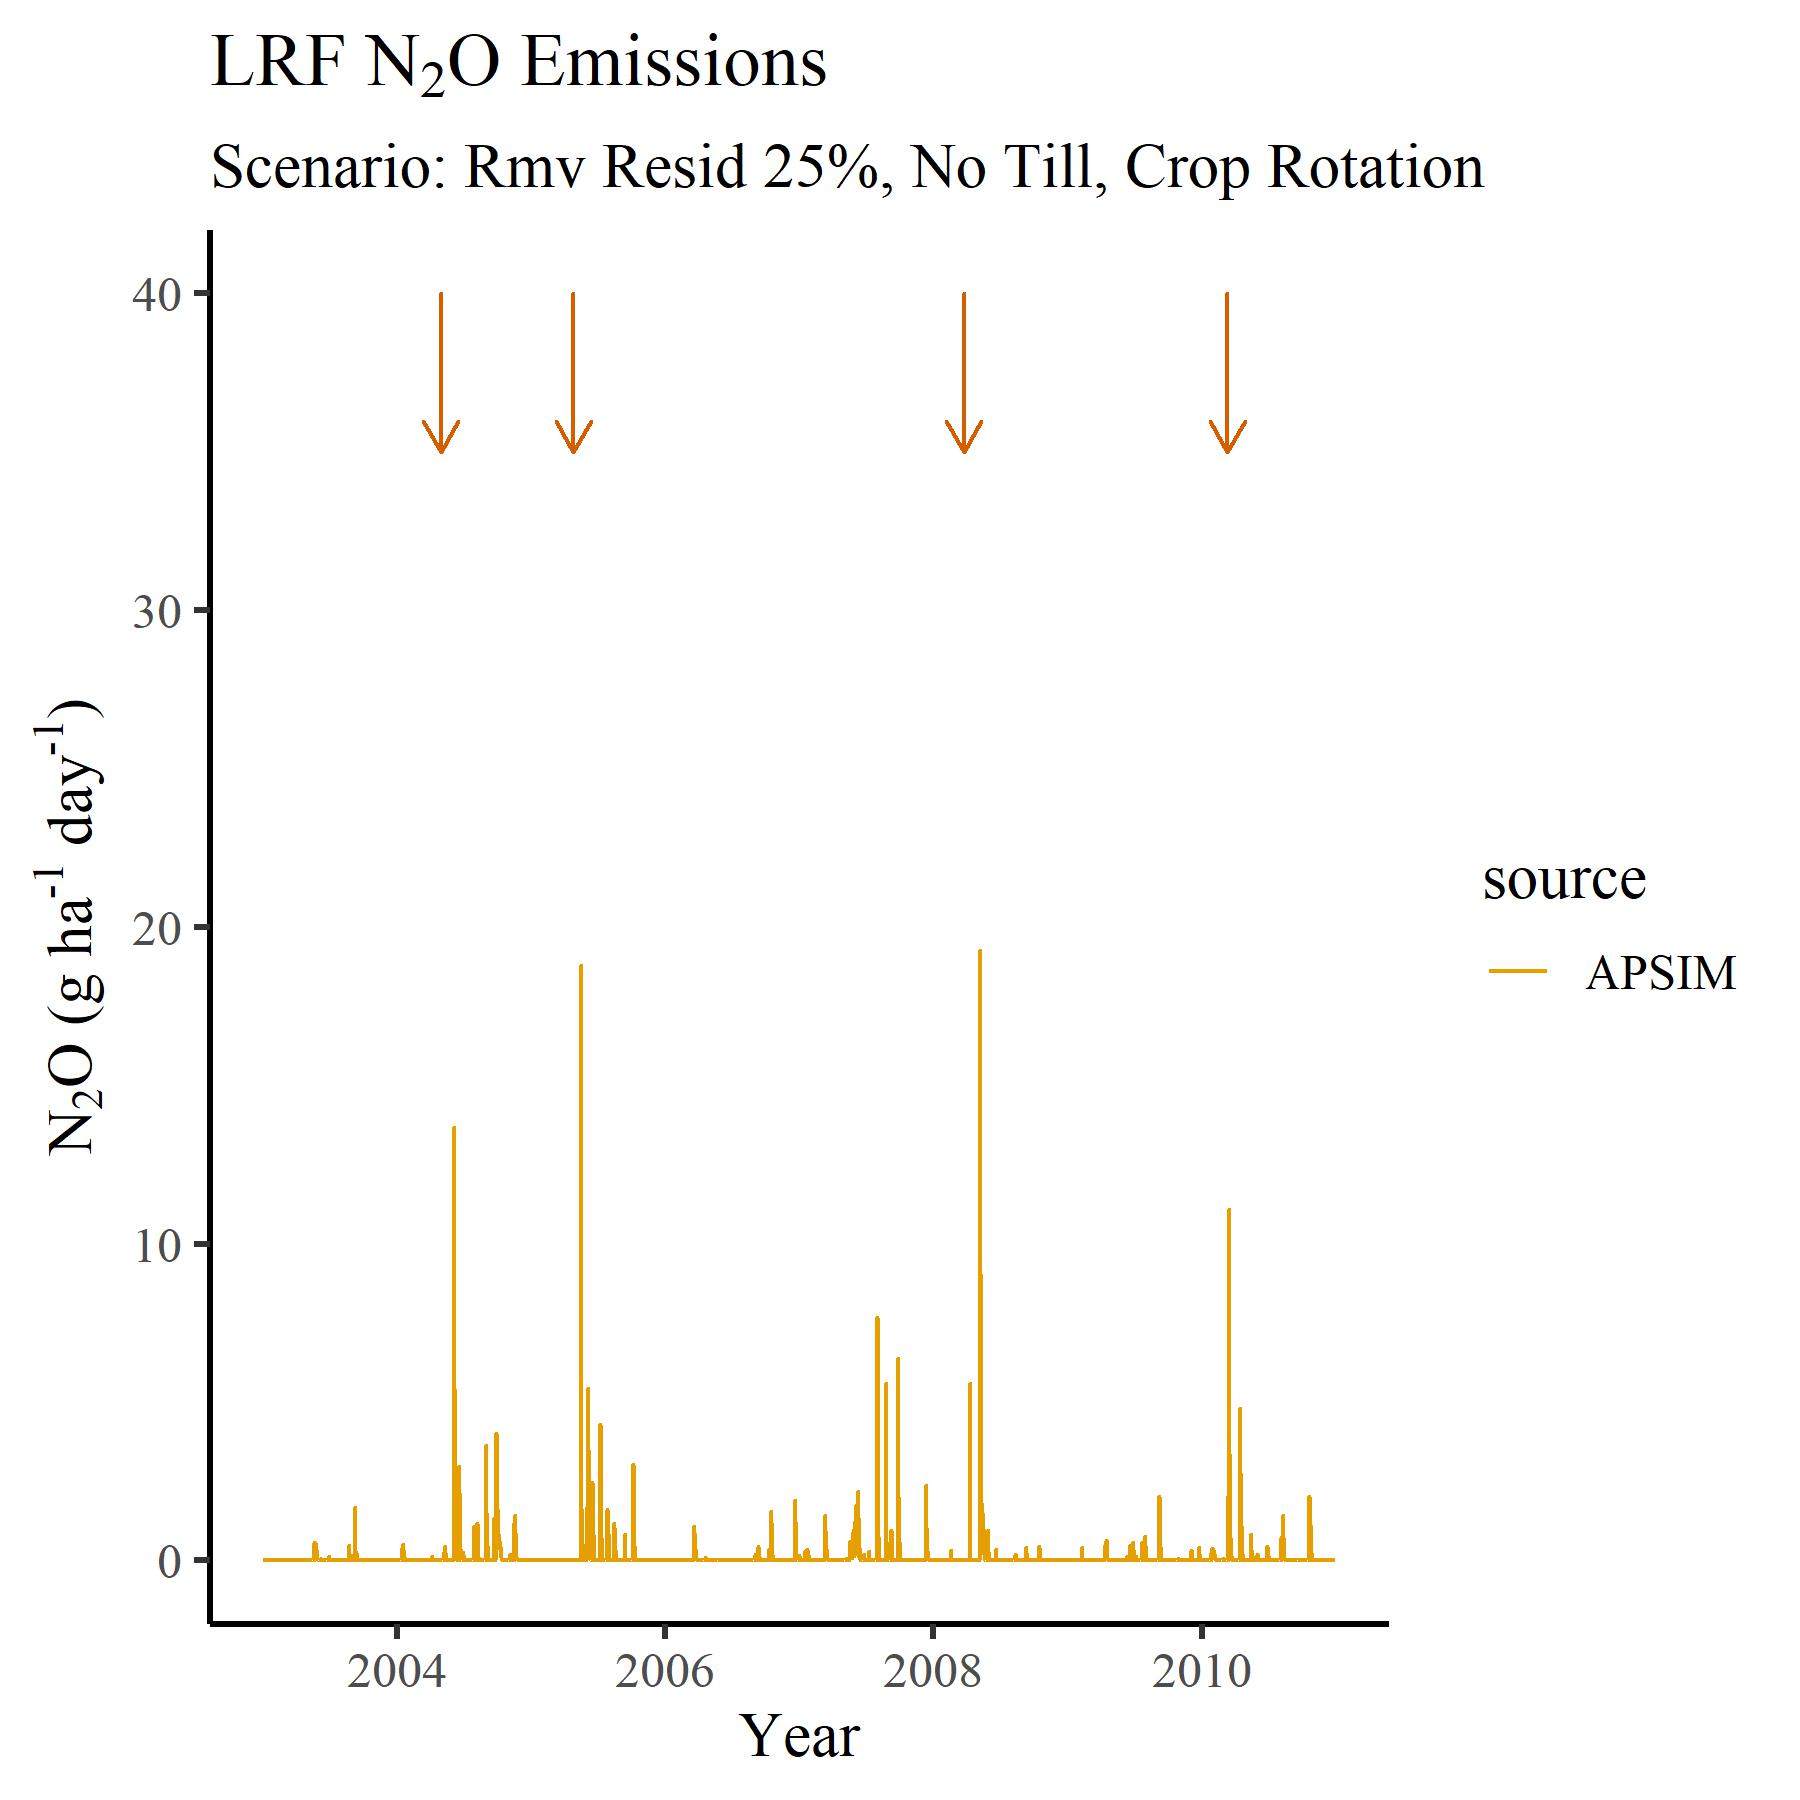 LRF N₂O Emissions
Scenario: Rmv Resid 25%, No Till, Crop Rotation
40
30
20
10
0
N₂O (g ha⁻¹ day⁻¹)
2004 2006 2008 2010
Year
source
APSIM